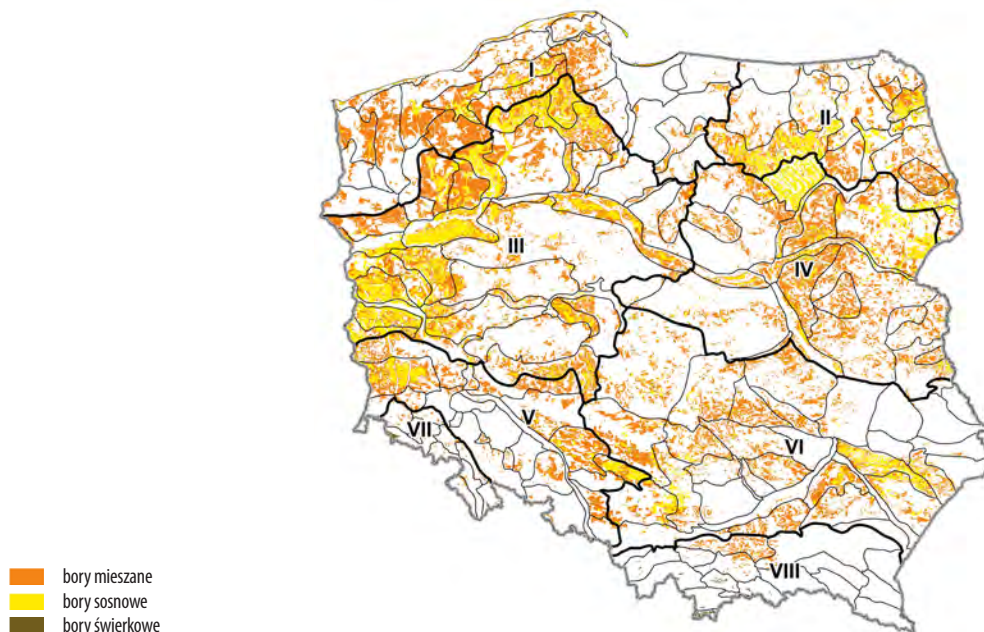 I
II
III
IV
V
VI
VII
VIII
bory mieszane
bory sosnowe
bory świerkowe